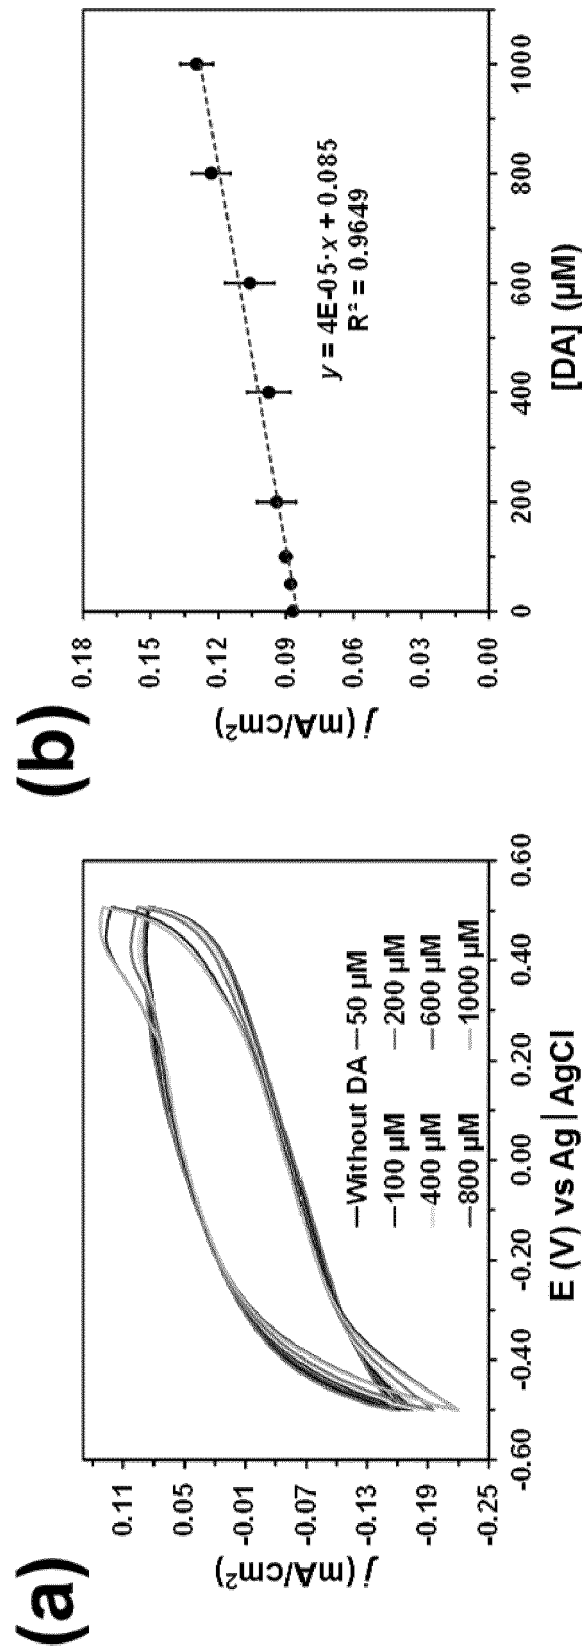 (a)
j (mA/cm²)
0.11
0.05
-0.01
-0.07
-0.13
-0.19
-0.25
-0.60 -0.40 -0.20 0.00 0.20 0.40 0.60
E (V) vs Ag | AgCl
Without DA 50 µM
100 µM 200 µM
400 µM 600 µM
800 µM 1000 µM
(b)
j (mA/cm²)
0.18
0.15
0.12
0.09
0.06
0.03
0.00
0 200 400 600 800 1000
[DA] (µM)
y = 4E-05·x + 0.085
R² = 0.9649